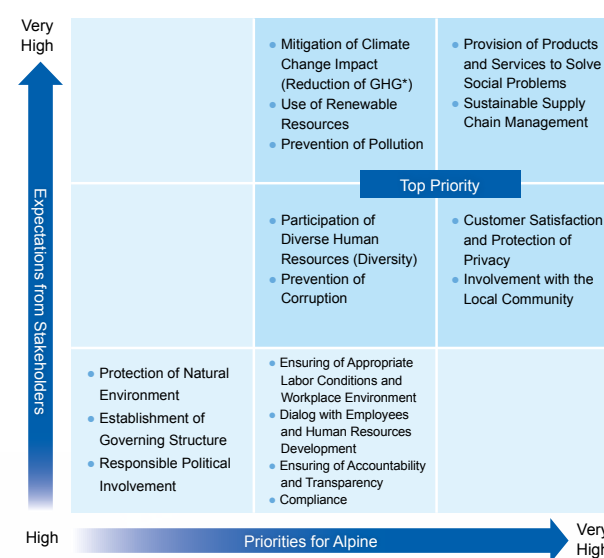 Very
High
Expectations from Stakeholders
● Mitigation of Climate
Change Impact
(Reduction of GHG*)
● Use of Renewable
Resources
● Prevention of Pollution
● Provision of Products
and Services to Solve
Social Problems
● Sustainable Supply
Chain Management
Top Priority
● Participation of
Diverse Human
Resources (Diversity)
● Prevention of
Corruption
● Customer Satisfaction
and Protection of
Privacy
● Involvement with the
Local Community
● Protection of Natural
Environment
● Establishment of
Governing Structure
● Responsible Political
Involvement
● Ensuring of Appropriate
Labor Conditions and
Workplace Environment
● Dialog with Employees
and Human Resources
Development
● Ensuring of Accountability
and Transparency
● Compliance
High
Priorities for Alpine
Very
High